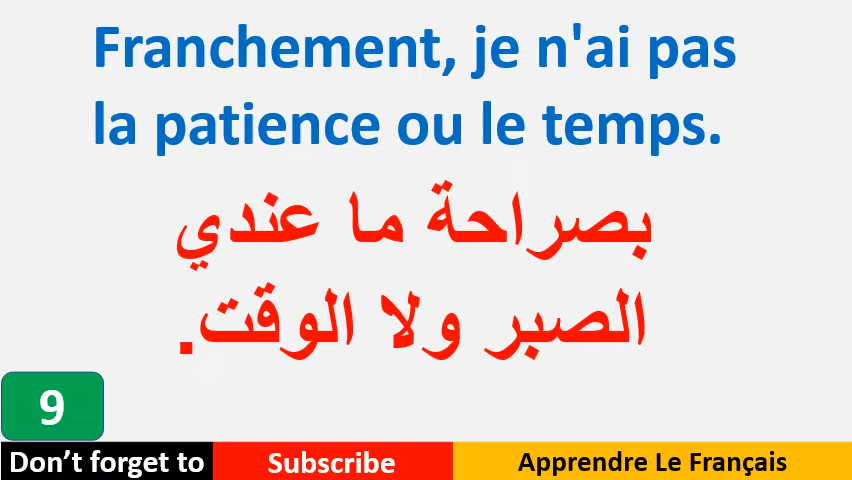 Franchement, je n'ai pas
la patience ou le temps.
بصراحة ما عندي
الصبر ولا الوقت.
9
Don’t forget to Subscribe Apprendre Le Français